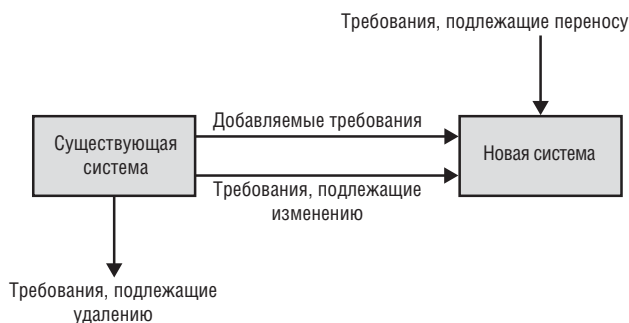 Требования, подлежащие переносу
Добавляемые требования
Существующая
система
Новая система
Требования, подлежащие
изменению
Требования, подлежащие
удалению